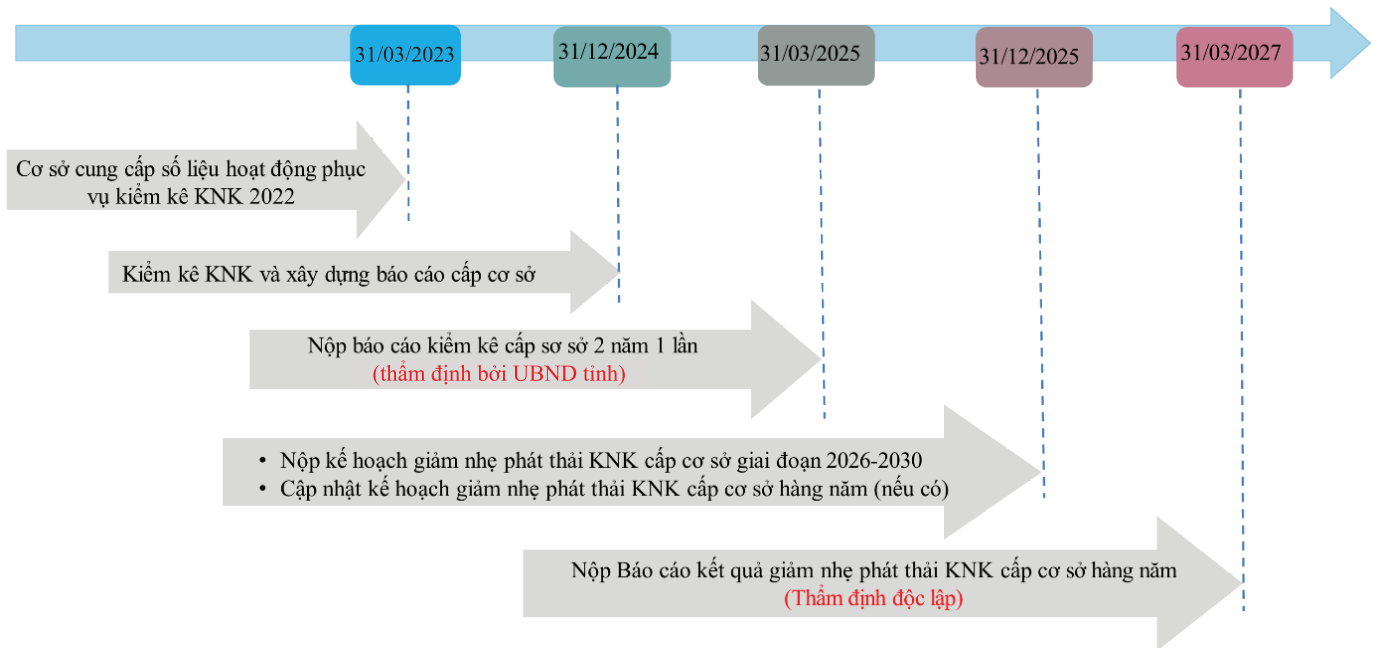 31/03/2023
31/12/2024
31/03/2025
31/12/2025
31/03/2027
Cơ sở cung cấp số liệu hoạt động phục
vụ kiểm kê KNK 2022
Kiểm kê KNK và xây dựng báo cáo cấp cơ sở
Nộp báo cáo kiểm kê cấp sơ sở 2 năm 1 lần
(thẩm định bởi UBND tỉnh)
• Nộp kế hoạch giảm nhẹ phát thải KNK cấp cơ sở giai đoạn 2026-2030
• Cập nhật kế hoạch giảm nhẹ phát thải KNK cấp cơ sở hàng năm (nếu có)
Nộp Báo cáo kết quả giảm nhẹ phát thải KNK cấp cơ sở hàng năm
(Thẩm định độc lập)